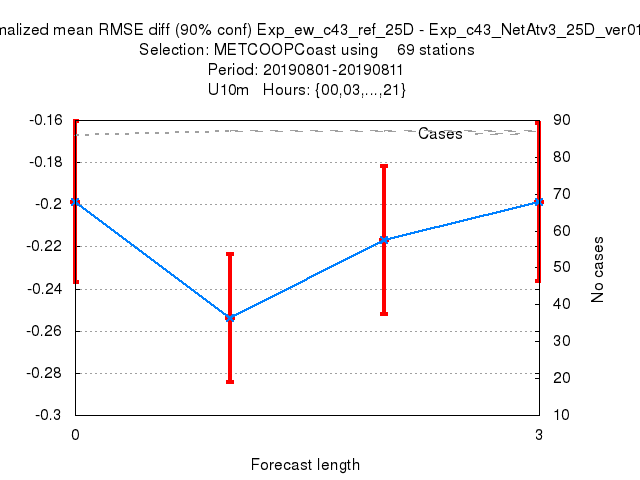 malized mean RMSE diff (90% conf) Exp_ew_c43_ref_25D - Exp_c43_NetAtv3_25D_ver01
Selection: METCOOPCoast using 69 stations
Period: 20190801-20190811
U10m Hours: {00,03,...,21}
-0.16
-0.18
-0.2
-0.22
-0.24
-0.26
-0.28
-0.3
Cases
90
80
70
60
50
40
30
20
10
No cases
0
3
Forecast length